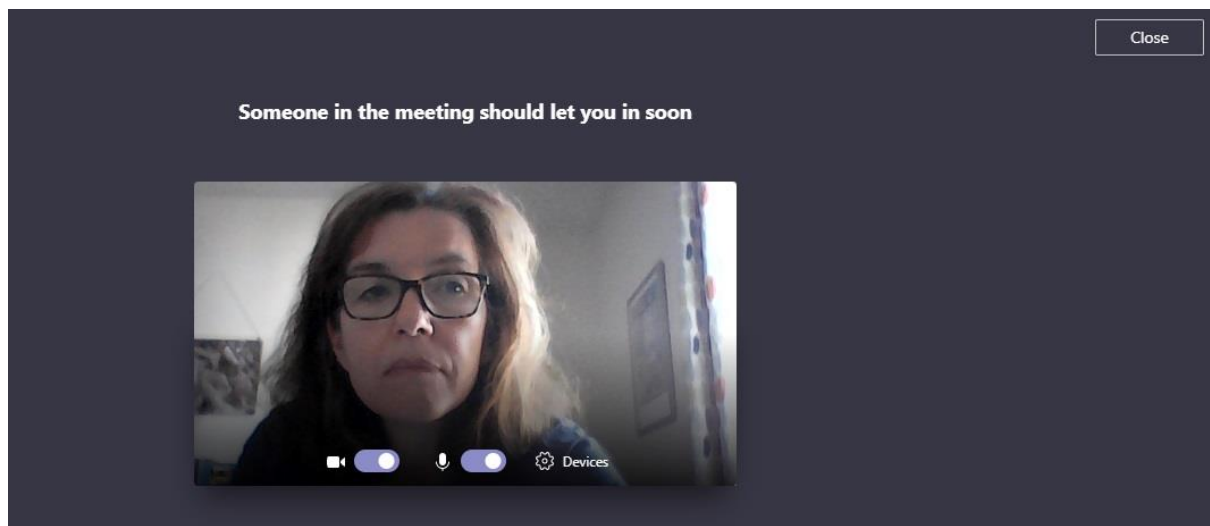 Close
Someone in the meeting should let you in soon
Devices